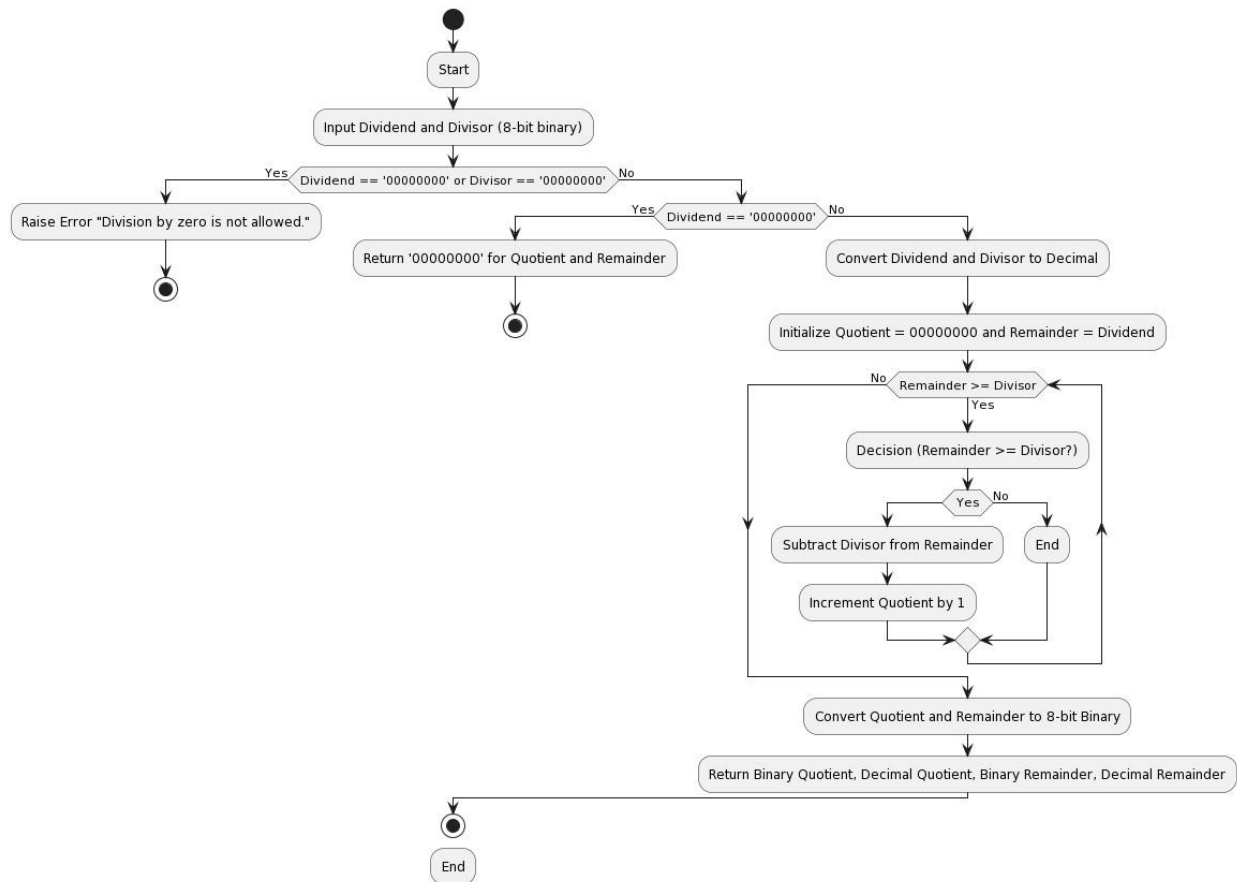 Start
Input Dividend and Divisor (8-bit binary)
Yes
Dividend == '00000000' or Divisor == '00000000'
No
Raise Error "Division by zero is not allowed."
Yes
Dividend == '00000000'
No
Return '00000000' for Quotient and Remainder
Convert Dividend and Divisor to Decimal
Initialize Quotient = 00000000 and Remainder = Dividend
No
Remainder >= Divisor
Yes
Decision (Remainder >= Divisor?)
Yes
No
Subtract Divisor from Remainder
End
Increment Quotient by 1
Convert Quotient and Remainder to 8-bit Binary
Return Binary Quotient, Decimal Quotient, Binary Remainder, Decimal Remainder
End